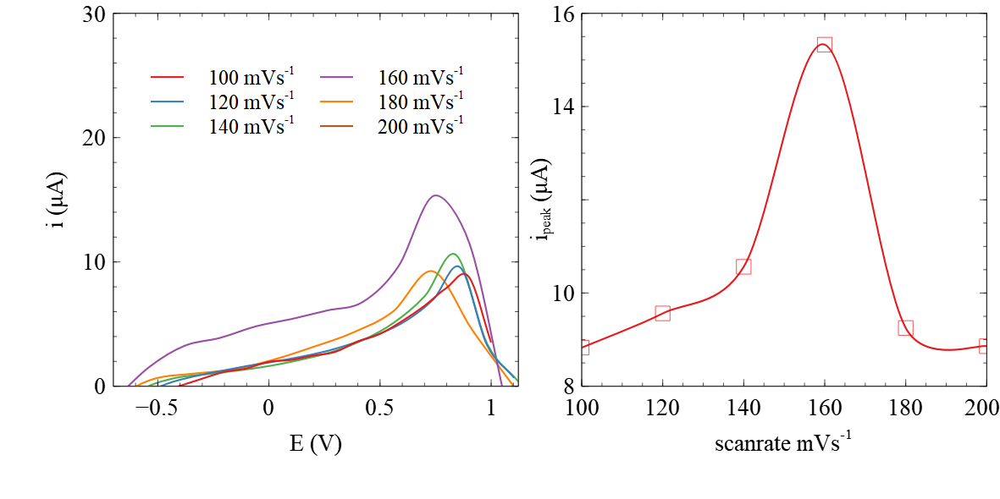 30
20
10
0
i (μA)
100 mVs-1
120 mVs-1
140 mVs-1
160 mVs-1
180 mVs-1
200 mVs-1
−0.5
0
0.5
1
E (V)
16
14
10
8
ipeak (μA)
100
120
140
160
180
200
scanrate mVs-1